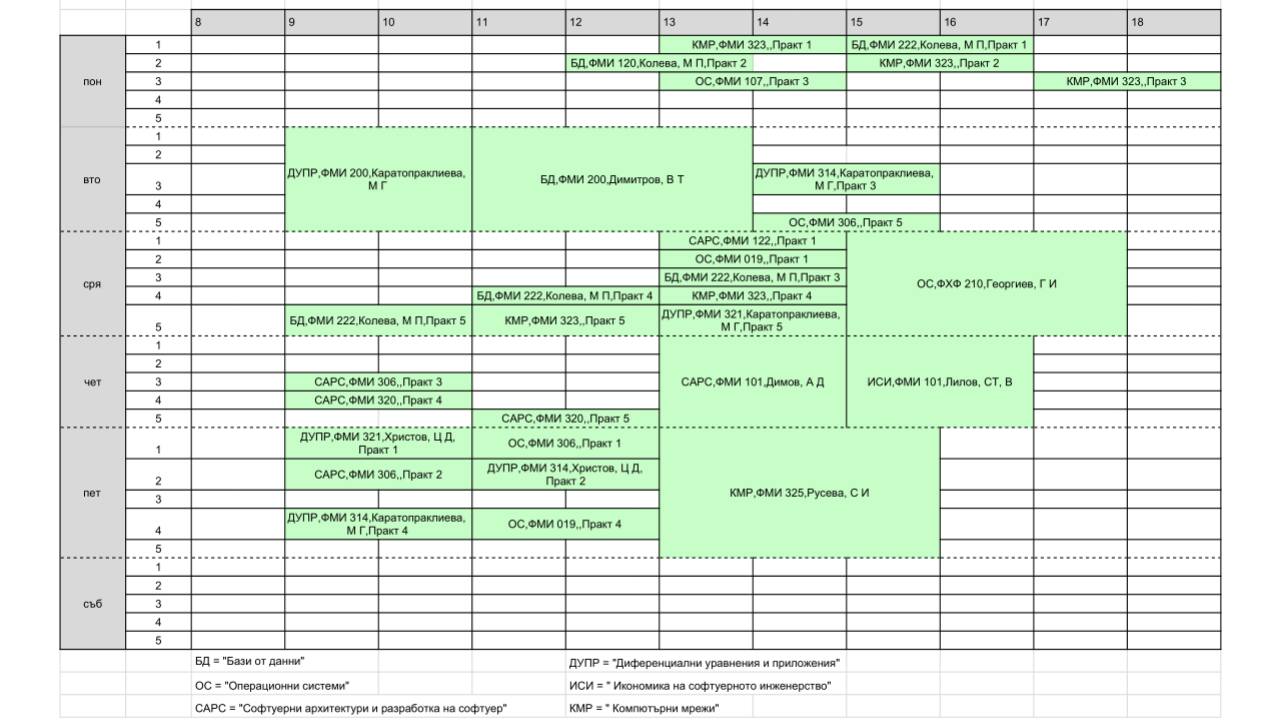 8 9 10 11 12 13 14 15 16 17 18
пон
1 КМР,ФМИ 323,,Практ 1 БД,ФМИ 222,Колева, М П,Практ 1
2 БД,ФМИ 120,Колева, М П,Практ 2 КМР,ФМИ 323,,Практ 2
3 ОС,ФМИ 107,,Практ 3 КМР,ФМИ 323,,Практ 3
4
5
вто
1
2
ДУПР,ФМИ 200,Каратопраклиева,
М Г
БД,ФМИ 200,Димитров, В Т
3 ДУПР,ФМИ 314,Каратопраклиева,
М Г,Практ 3
4
5 ОС,ФМИ 306,,Практ 5
сря
1 САРС,ФМИ 122,,Практ 1
2 ОС,ФМИ 019,,Практ 1
3 БД,ФМИ 222,Колева, М П,Практ 3
ОС,ФХФ 210,Георгиев, Г И
4 БД,ФМИ 222,Колева, М П,Практ 4 КМР,ФМИ 323,,Практ 4
5 БД,ФМИ 222,Колева, М П,Практ 5 КМР,ФМИ 323,,Практ 5 ДУПР,ФМИ 321,Каратопраклиева,
М Г,Практ 5
чет
1
2
3 САРС,ФМИ 306,,Практ 3 САРС,ФМИ 101,Димов, А Д ИСИ,ФМИ 101,Лилов, СТ, В
4 САРС,ФМИ 320,,Практ 4
5 САРС,ФМИ 320,,Практ 5
пет
1 ДУПР,ФМИ 321,Христов, Ц Д,
Практ 1
ОС,ФМИ 306,,Практ 1
2 САРС,ФМИ 306,,Практ 2 ДУПР,ФМИ 314,Христов, Ц Д,
Практ 2
КМР,ФМИ 325,Русева, С И
3
4 ДУПР,ФМИ 314,Каратопраклиева,
М Г,Практ 4
ОС,ФМИ 019,,Практ 4
5
съб
1
2
3
4
5
БД = "Бази от данни" ДУПР = "Диференциални уравнения и приложения"
ОС = "Операционни системи" ИСИ = " Икономика на софтуерното инженерство"
САРС = "Софтуерни архитектури и разработка на софтуер" КМР = " Компютърни мрежи"